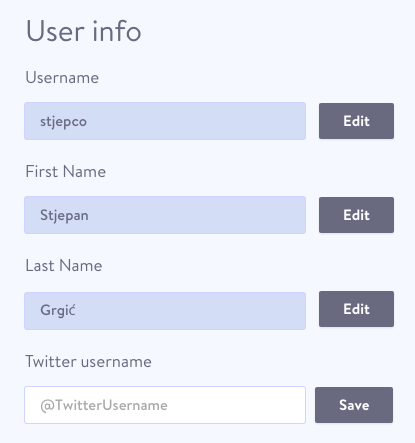 User info
Username
stjepco Edit
First Name
Stjepan Edit
Last Name
Grgić Edit
Twitter username
@TwitterUsername Save